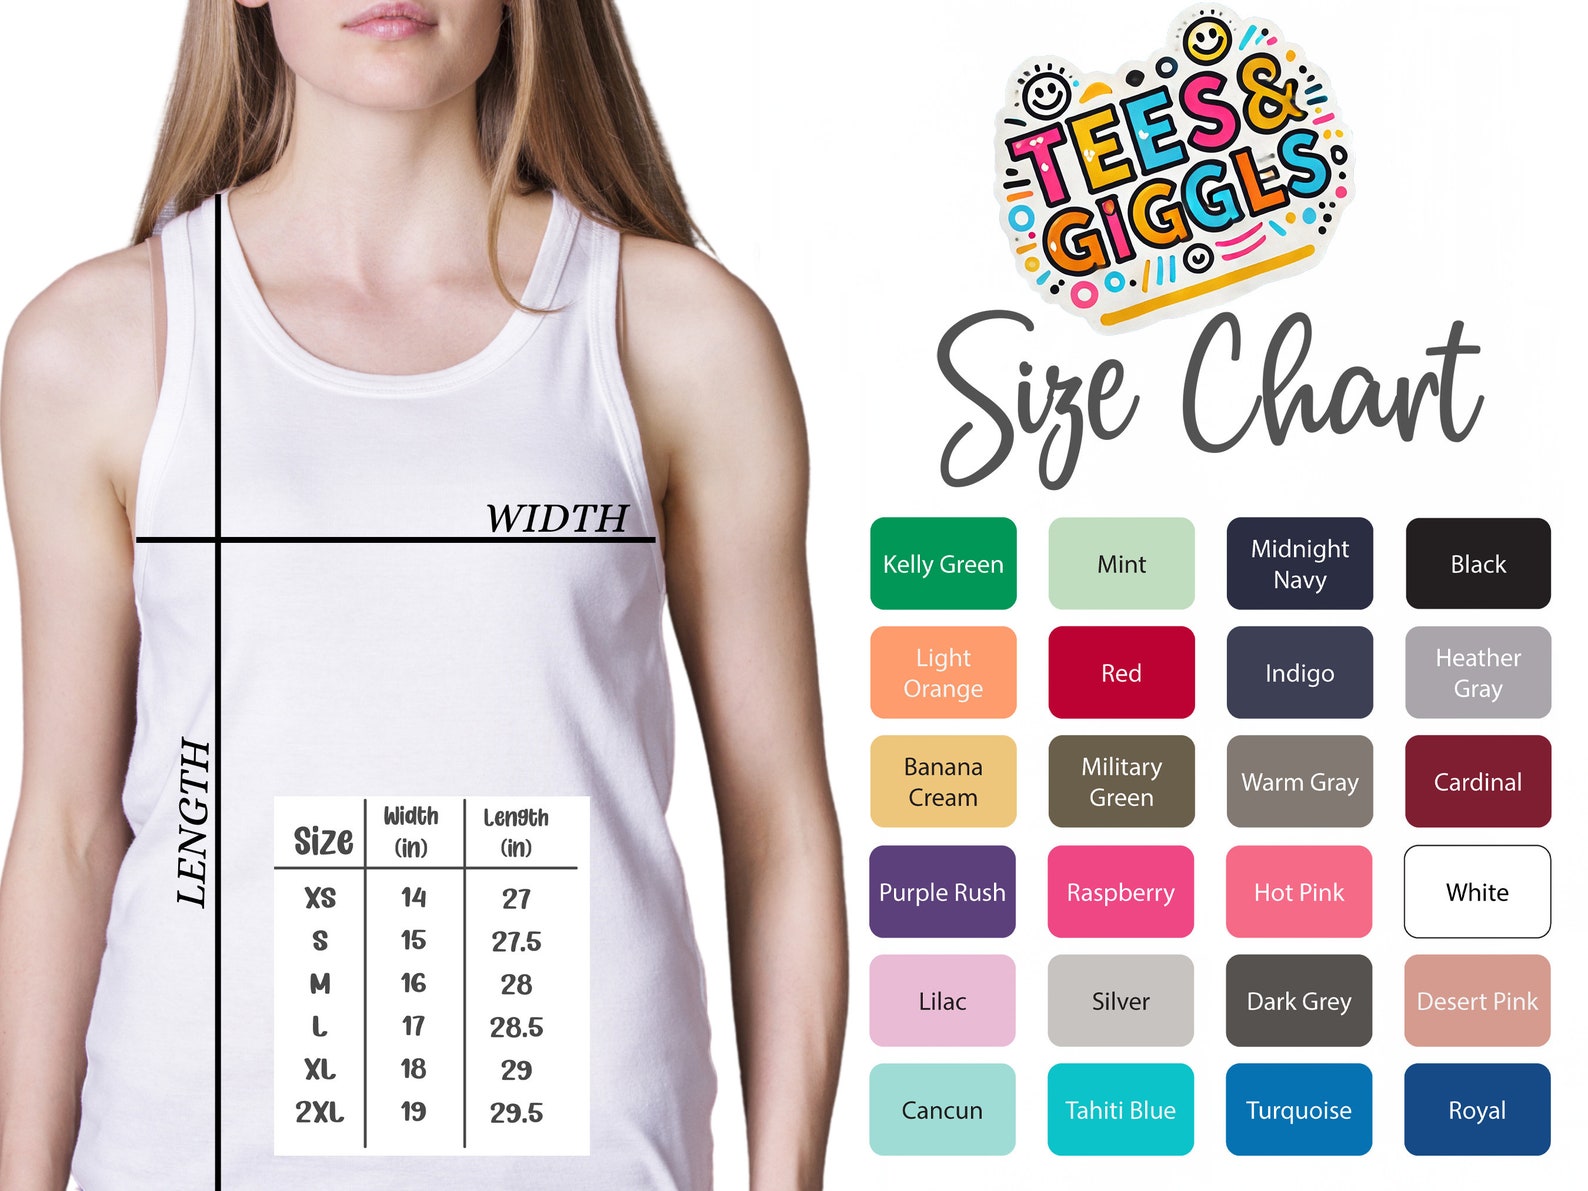 TEES &
GIGGLS
Size Chart
WIDTH
LENGTH
Size Width (in) Length (in)
XS 14 27
S 15 27.5
M 16 28
L 17 28.5
XL 18 29
2XL 19 29.5
Kelly Green
Mint
Midnight
Navy
Black
Light
Orange
Red
Indigo
Heather
Gray
Banana
Cream
Military
Green
Warm Gray
Cardinal
Purple Rush
Raspberry
Hot Pink
White
Lilac
Silver
Dark Grey
Desert Pink
Cancun
Tahiti Blue
Turquoise
Royal